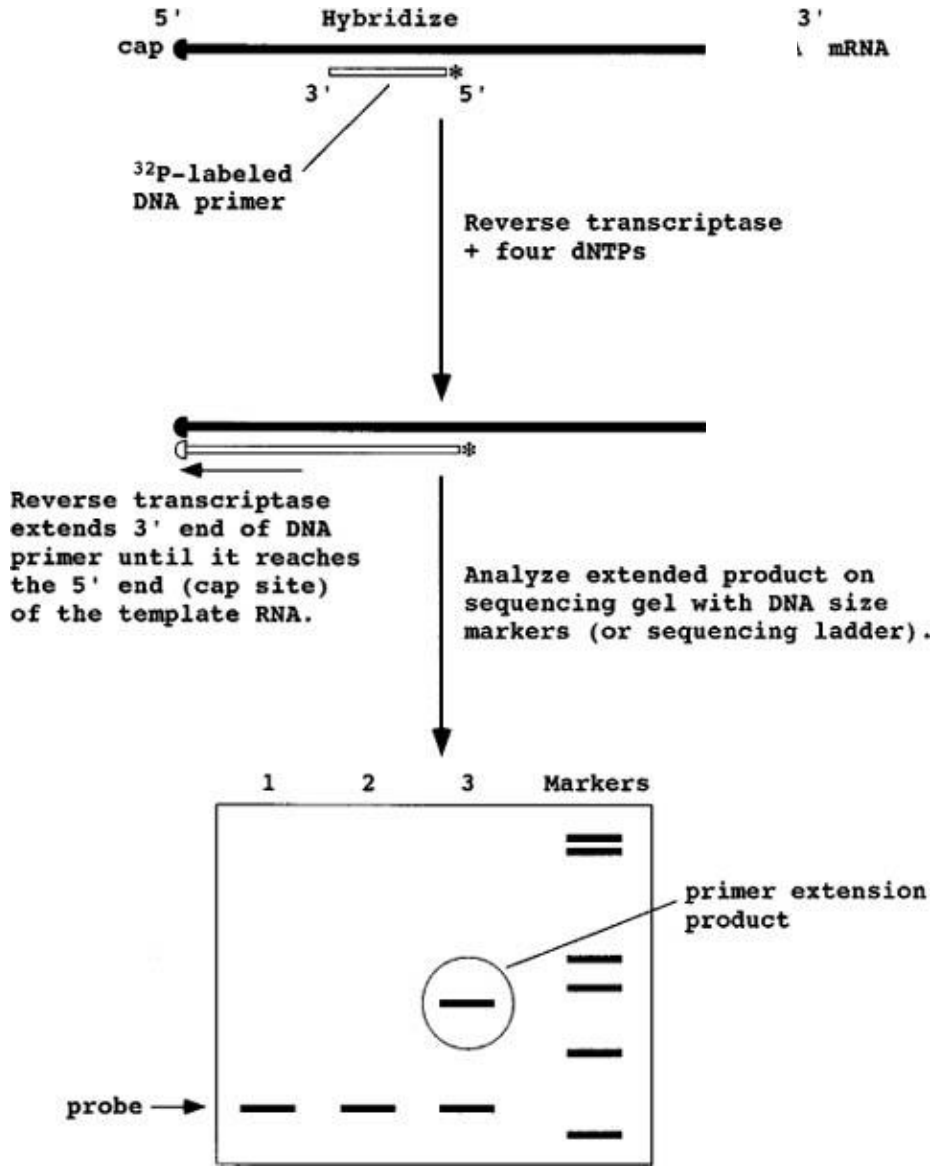 5' Hybridize 3'
cap mRNA
*
3' 5'
32P-labeled
DNA primer
Reverse transcriptase
+ four dNTPs
*
Reverse transcriptase
extends 3' end of DNA
primer until it reaches
the 5' end (cap site)
of the template RNA.
Analyze extended product on
sequencing gel with DNA size
markers (or sequencing ladder).
1 2 3 Markers
primer extension
product
probe